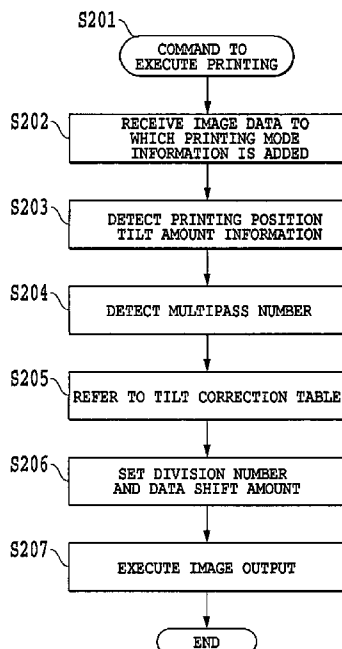 S201
COMMAND TO
EXECUTE PRINTING
S202
RECEIVE IMAGE DATA TO
WHICH PRINTING MODE
INFORMATION IS ADDED
S203
DETECT PRINTING POSITION
TILT AMOUNT INFORMATION
S204
DETECT MULTIPASS NUMBER
S205
REFER TO TILT CORRECTION TABLE
S206
SET DIVISION NUMBER
AND DATA SHIFT AMOUNT
S207
EXECUTE IMAGE OUTPUT
END